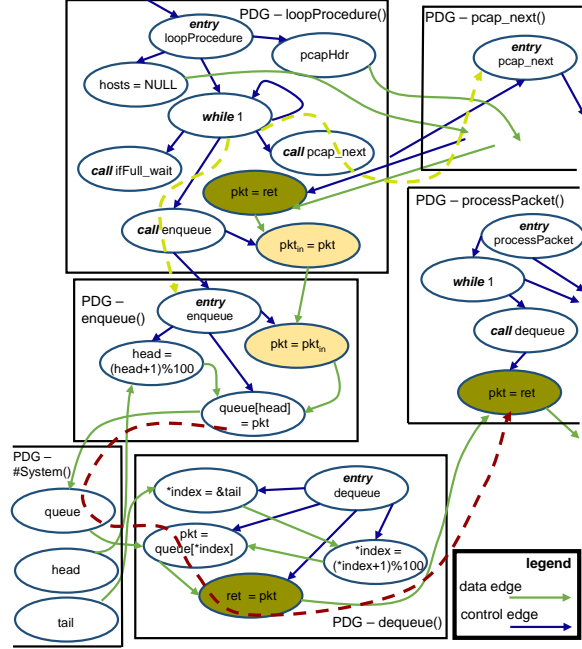 PDG – loopProcedure()
entry
loopProcedure
pcapHdr
hosts = NULL
while 1
call ifFull_wait
call pcap_next
pkt = ret
call enqueue
pktin = pkt
PDG – pcap_next()
entry
pcap_next
PDG – processPacket()
entry
processPacket
while 1
call dequeue
pkt = ret
PDG –
enqueue()
entry
enqueue
head =
(head+1)%100
pkt = pktin
queue[head]
= pkt
PDG –
#System()
queue
head
tail
*index = &tail
entry
dequeue
pkt =
queue[*index]
*index =
(*index+1)%100
ret = pkt
PDG – dequeue()
legend
data edge
control edge